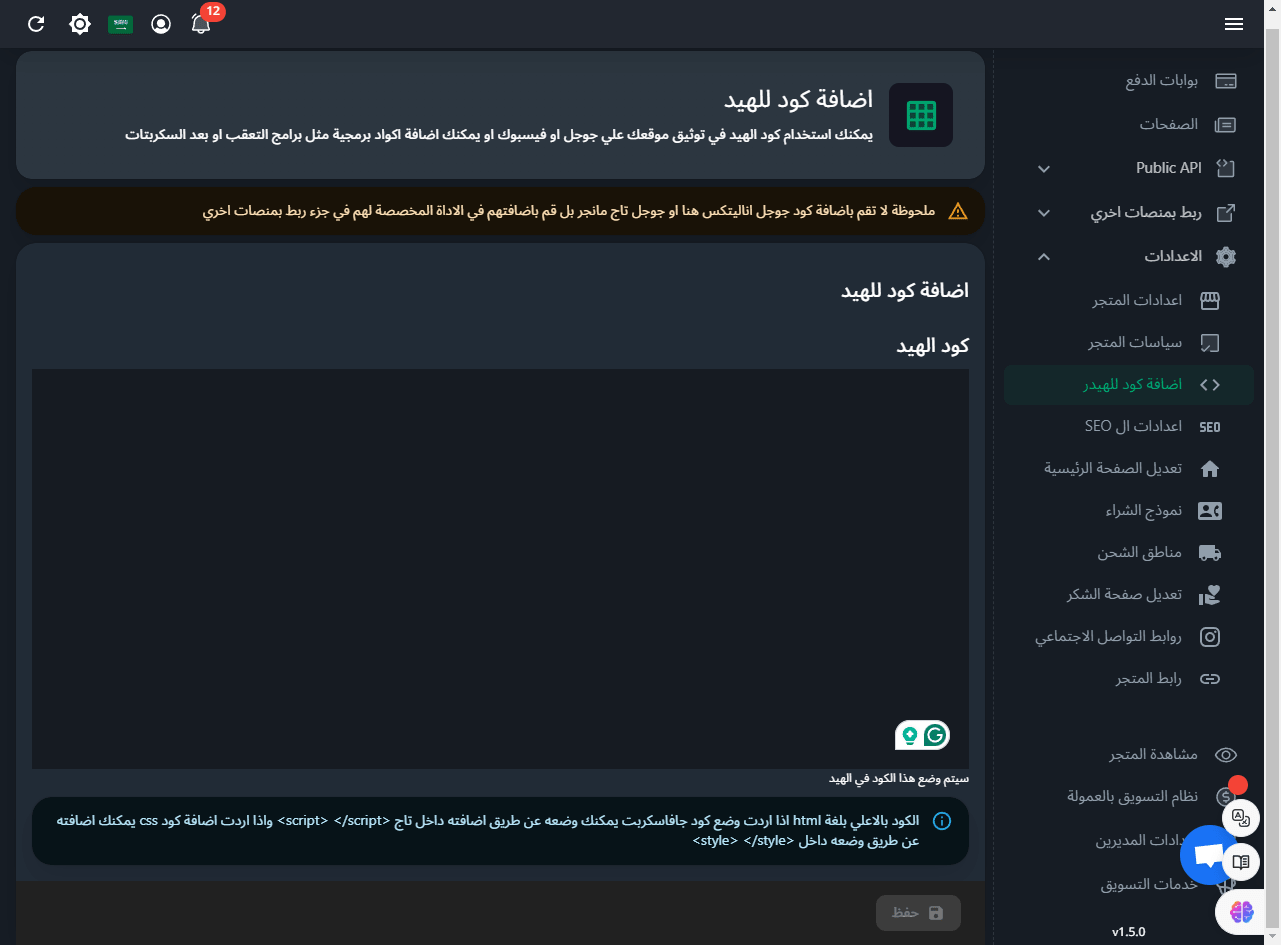 12
بوابات الدفع
الصفحات
Public API
ربط بمنصات اخري
الاعدادات
اعدادات المتجر
سياسات المتجر
اضافة كود للهيدر
SEO
اعدادات ال SEO
تعديل الصفحة الرئيسية
نموذج الشراء
مناطق الشحن
تعديل صفحة الشكر
روابط التواصل الاجتماعي
رابط المتجر
مشاهدة المتجر
نظام التسويق بالعمولة
دادات المديرين
خدمات التسويق
v1.5.0
اضافة كود للهيد
يمكنك استخدام كود الهيد في توثيق موقعك علي جوجل او فيسبوك او يمكنك اضافة اكواد برمجية مثل برامج التعقب او بعد السكربتات
ملحوظة لا تقم باضافة كود جوجل اناليتكس هنا او جوجل تاج مانجر بل قم باضافتهم في الاداة المخصصة لهم في جزء ربط بمنصات اخري
اضافة كود للهيد
كود الهيد
سيتم وضع هذا الكود في الهيد
الكود بالاعلي بلغة html اذا اردت وضع كود جافاسكربت يمكنك وضعه عن طريق اضافته داخل تاج <script> </script> واذا اردت اضافة كود css يمكنك اضافته
عن طريق وضعه داخل <style> </style>
حفظ